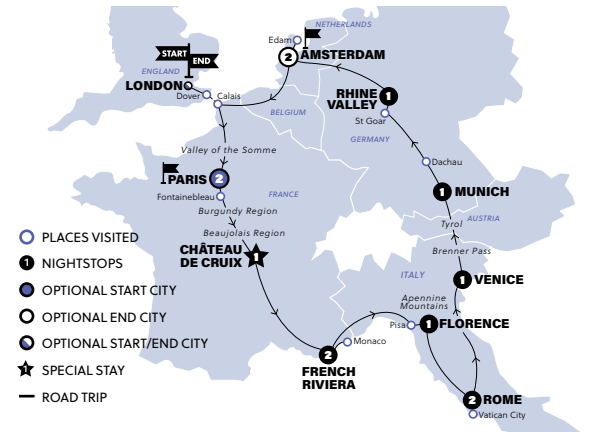 NETHERLANDS
Edam
2
AMSTERDAM
START
END
ENGLAND
LONDON
Dover
Calais
BELGIUM
RHINE
VALLEY
1
St Goar
GERMANY
Valley of the Somme
Dachau
PARIS
2
Fontainebleau
FRANCE
1
MUNICH
Burgundy Region
Beaujolais Region
Tyrol
AUSTRIA
CHÂTEAU
DE CRUIX
1
Brenner Pass
ITALY
1
VENICE
Apennine
Mountains
Pisa
1
FLORENCE
Monaco
2
FRENCH
RIVIERA
2
ROME
Vatican City
PLACES VISITED
1
NIGHTSTOPS
OPTIONAL START CITY
OPTIONAL END CITY
OPTIONAL START/END CITY
1
SPECIAL STAY
ROAD TRIP